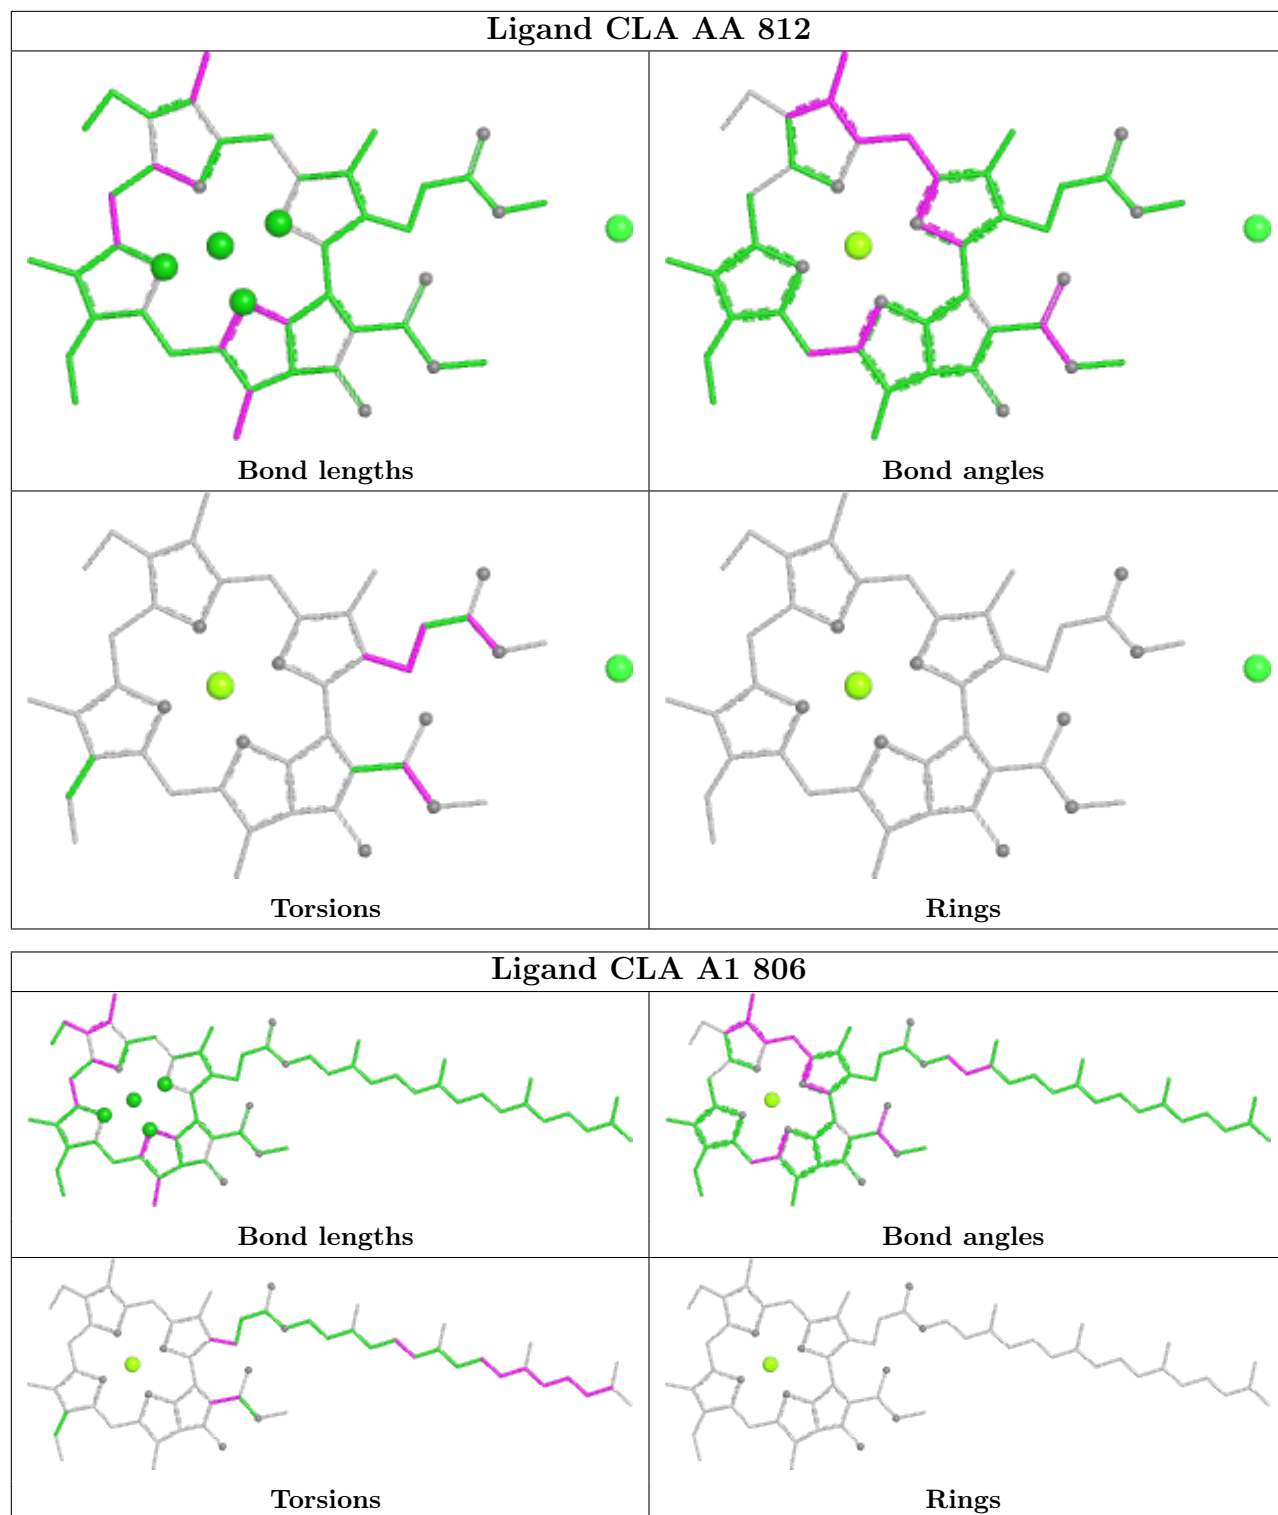 Ligand CLA AA 812
Bond lengths
Bond angles
Torsions
Rings
Ligand CLA A1 806
Bond lengths
Bond angles
Torsions
Rings